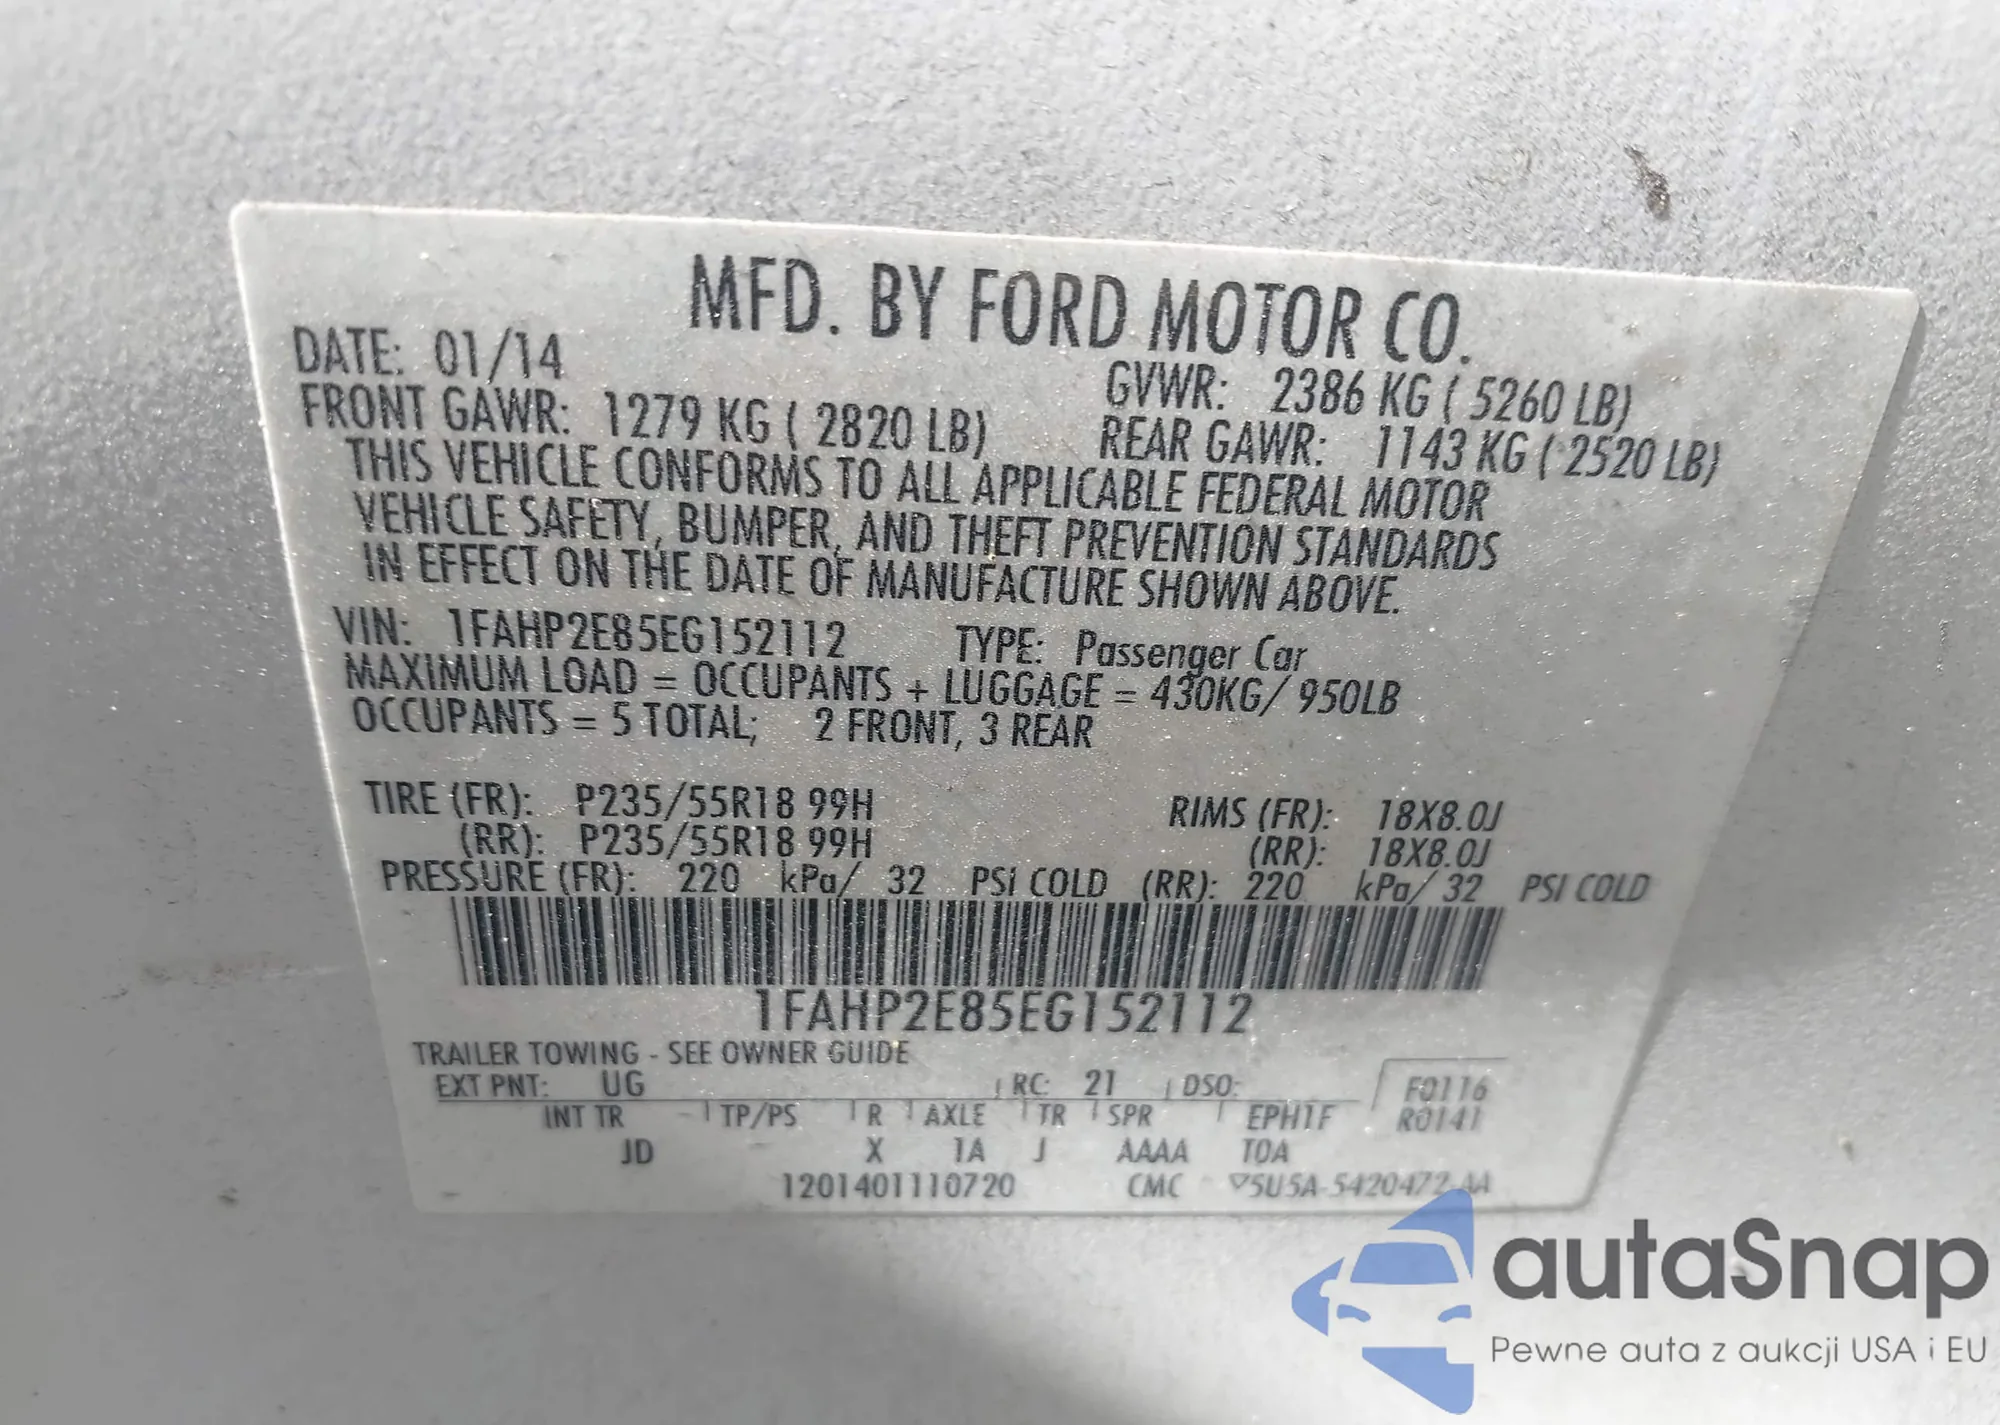 MFD. BY FORD MOTOR CO.
DATE: 01/14 GVWR: 2386 KG ( 5260 LB)
FRONT GAWR: 1279 KG ( 2820 LB) REAR GAWR: 1143 KG ( 2520 LB)
THIS VEHICLE CONFORMS TO ALL APPLICABLE FEDERAL MOTOR
VEHICLE SAFETY, BUMPER, AND THEFT PREVENTION STANDARDS
IN EFFECT ON THE DATE OF MANUFACTURE SHOWN ABOVE.
VIN: 1FAHP2E85EG152112 TYPE: Passenger Car
MAXIMUM LOAD = OCCUPANTS + LUGGAGE = 430KG/ 950LB
OCCUPANTS = 5 TOTAL; 2 FRONT, 3 REAR
TIRE (FR): P235/55R18 99H RIMS (FR): 18X8.0J
(RR): P235/55R18 99H (RR): 18X8.0J
PRESSURE (FR): 220 kPa/ 32 PSI COLD (RR): 220 kPa/ 32 PSI COLD
1FAHP2E85EG152112
TRAILER TOWING - SEE OWNER GUIDE
EXT PNT: UG RC: 21 DSO: F0116
INT TR TP/PS R AXLE TR SPR EPH1F R0141
JD X 1A J AAAA TOA
1201401110720 CMC ▽5U5A-5420472-AA
autaSnap
Pewne auta z aukcji USA i EU